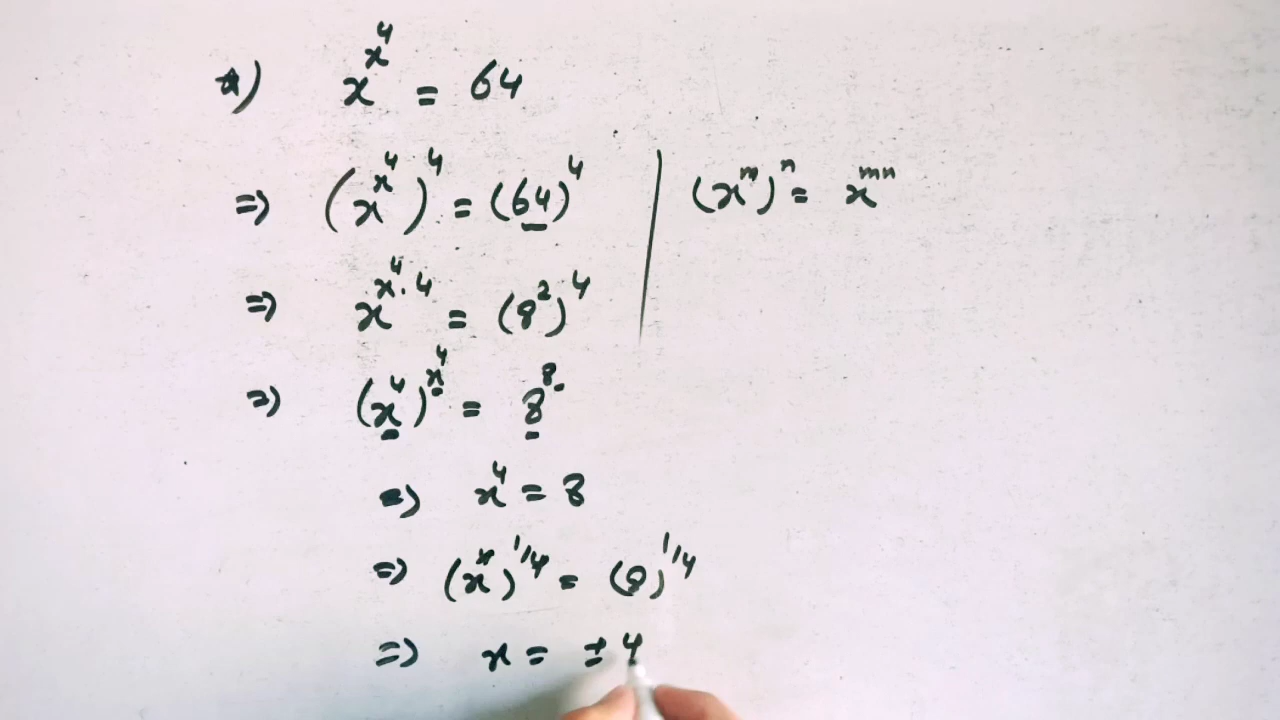 *) x^{x^4} = 64
=> (x^{x^4})^4 = (64)^4 | (x^m)^n = x^{mn}
=> x^{x^4 . 4} = (8^2)^4
=> (x^4)^{x^4} = 8^8
=> x^4 = 8
=> (x^4)^{1/4} = (8)^{1/4}
=> x = ± 4